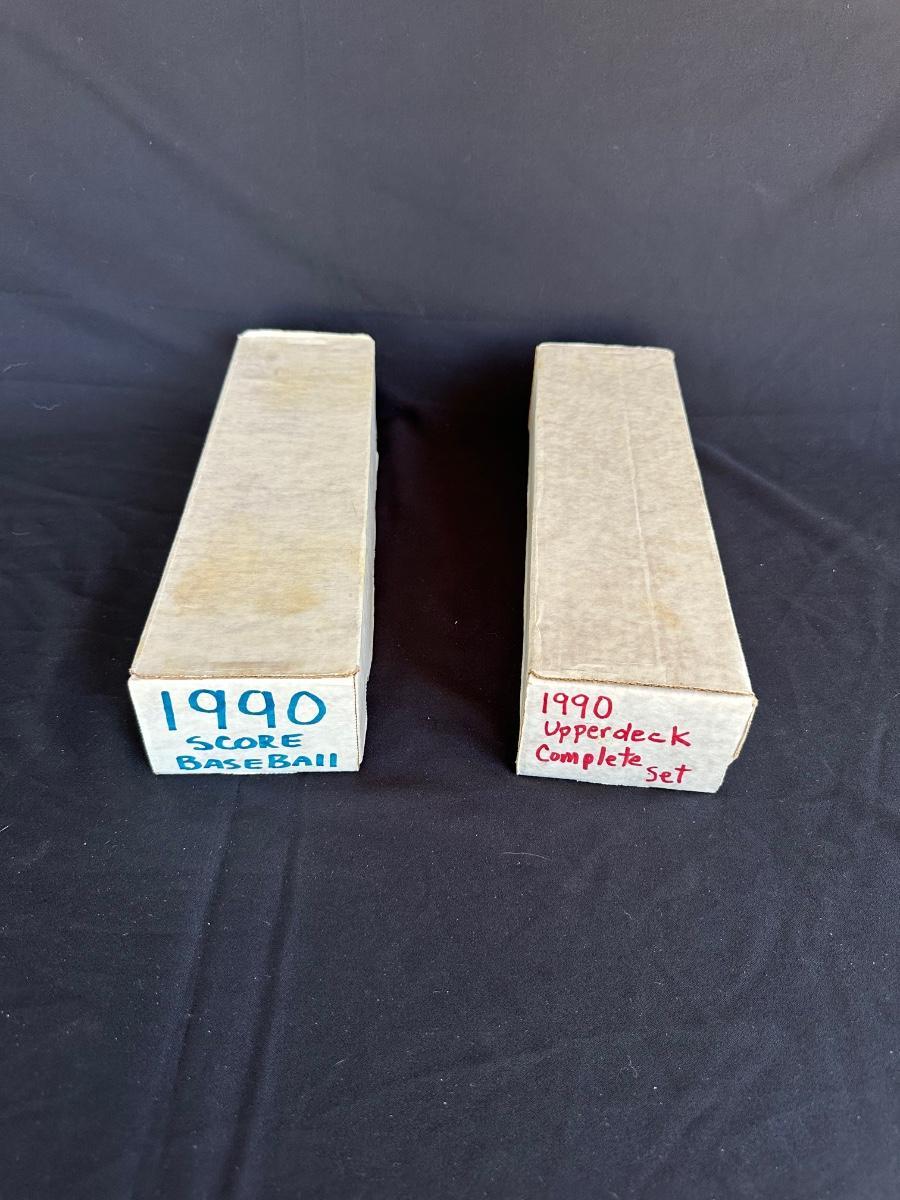 1990
SCORE
BASEBAll
1990
Upperdeck
Complete
Set